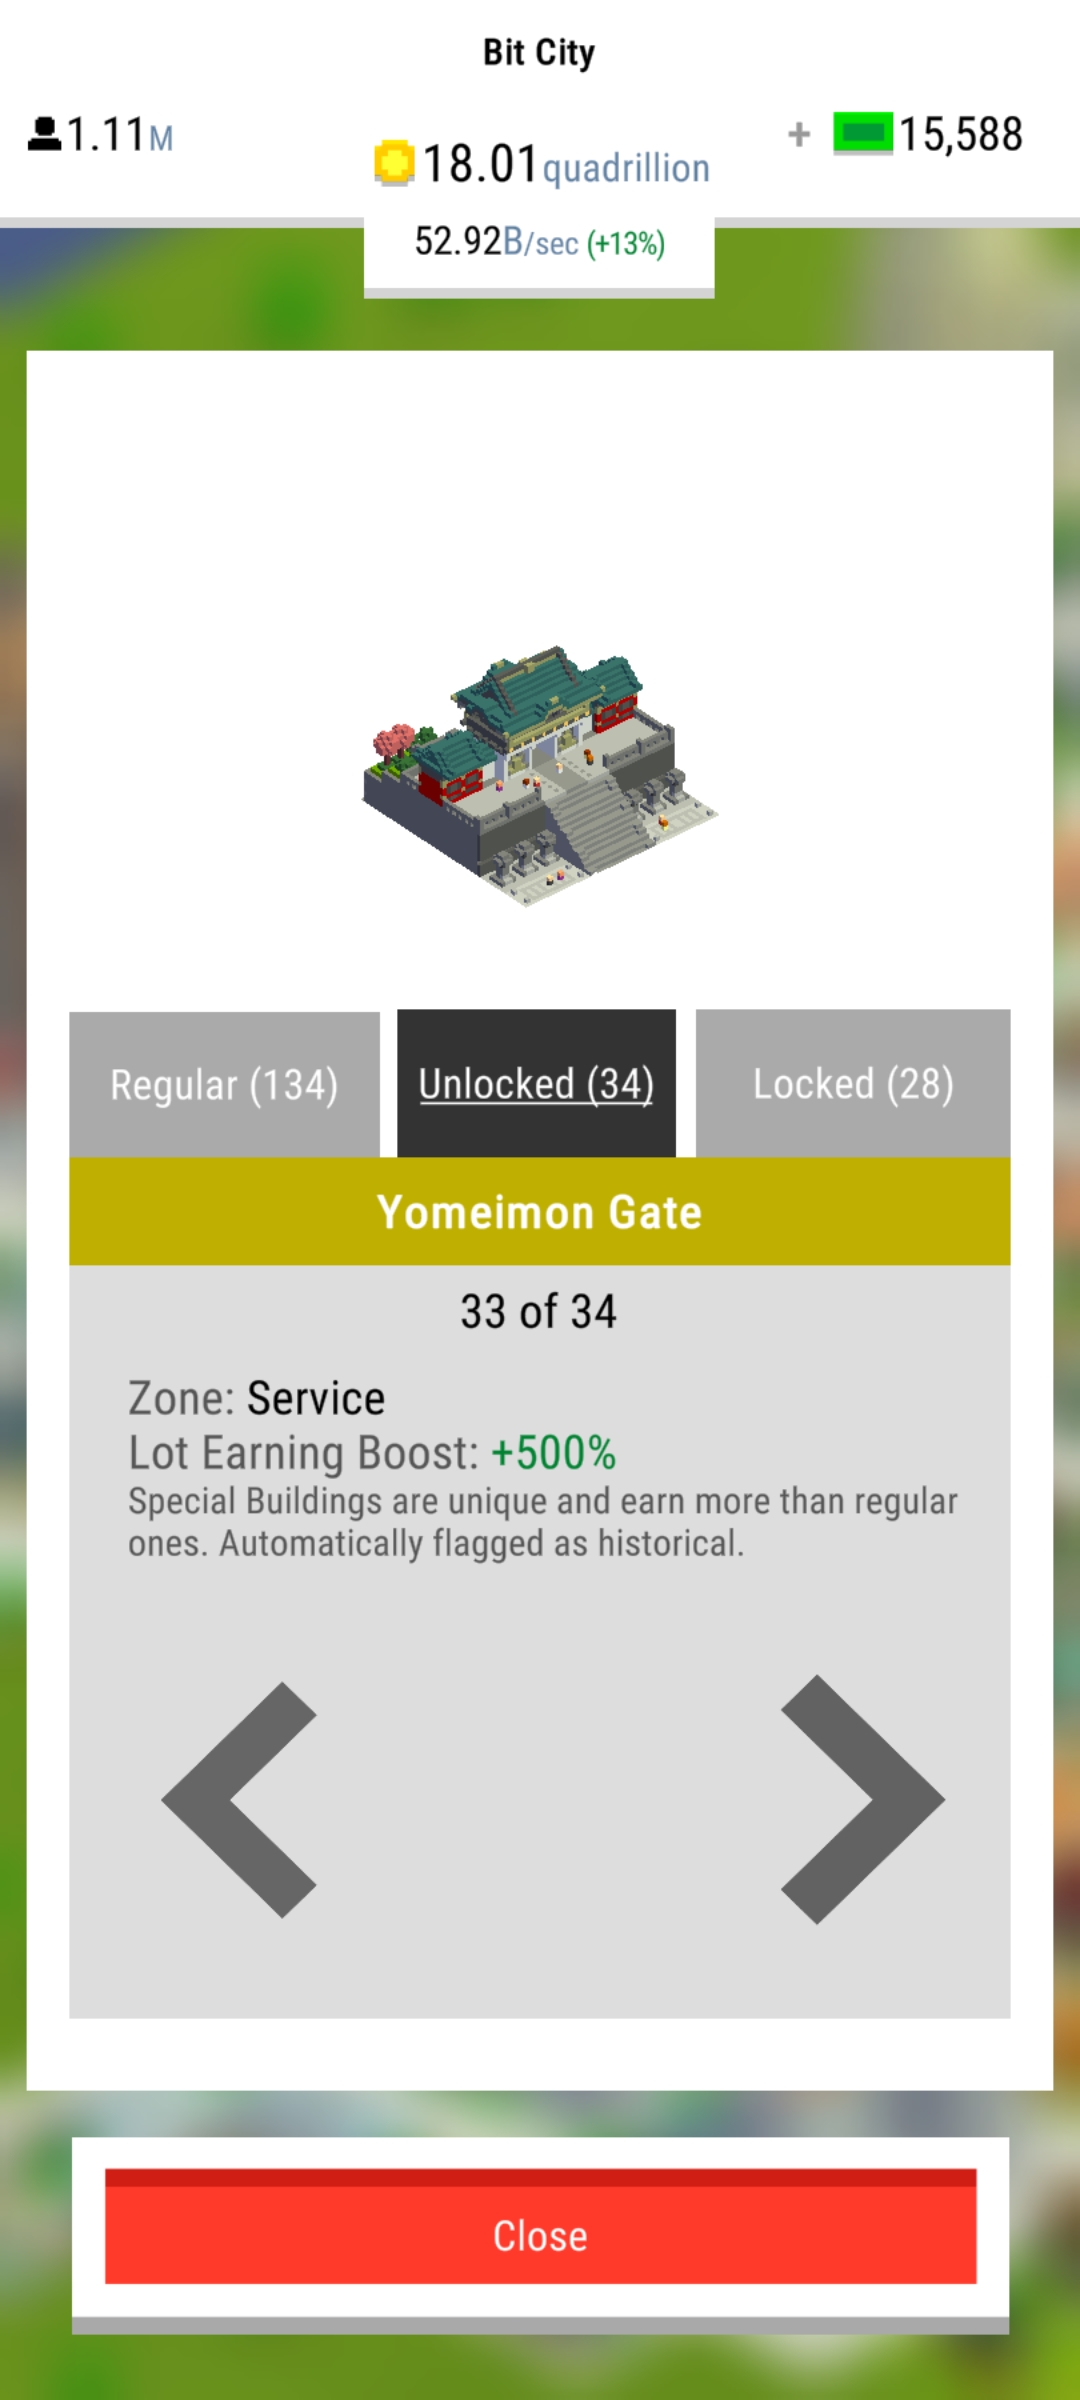 Bit City
1.11M
18.01quadrillion
+ 15,588
52.92B/sec (+13%)
Regular (134)
Unlocked (34)
Locked (28)
Yomeimon Gate
33 of 34
Zone: Service
Lot Earning Boost: +500%
Special Buildings are unique and earn more than regular
ones. Automatically flagged as historical.
Close